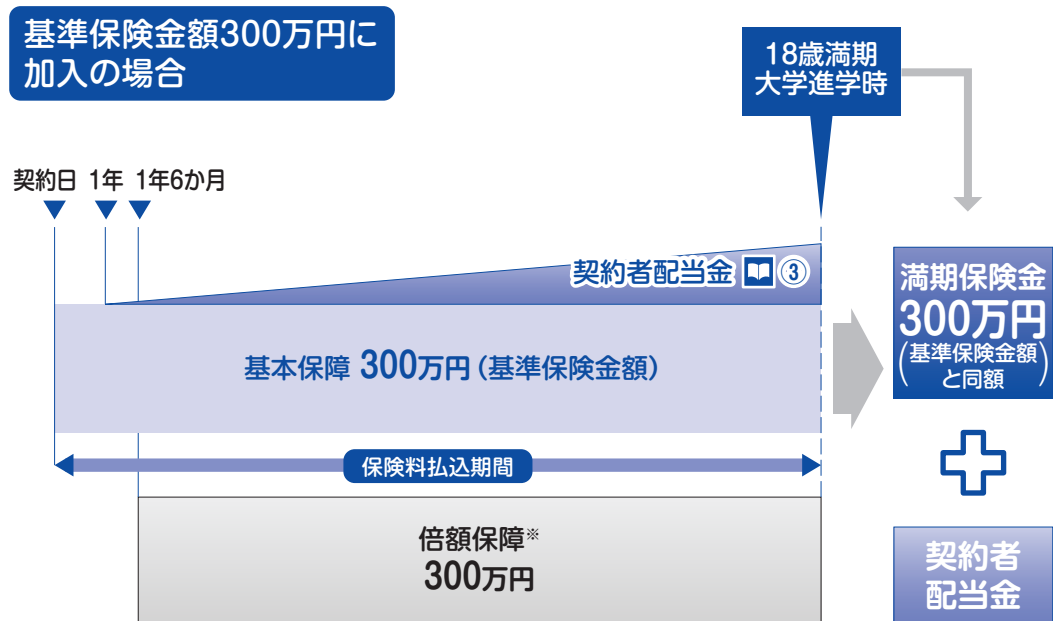 基準保険金額300万円に
加入の場合
18歳満期
大学進学時
契約日 1年 1年6か月
契約者配当金 ③
基本保障 300万円(基準保険金額)
保険料払込期間
倍額保障※
300万円
満期保険金
300万円
(基準保険金額
と同額)
契約者
配当金